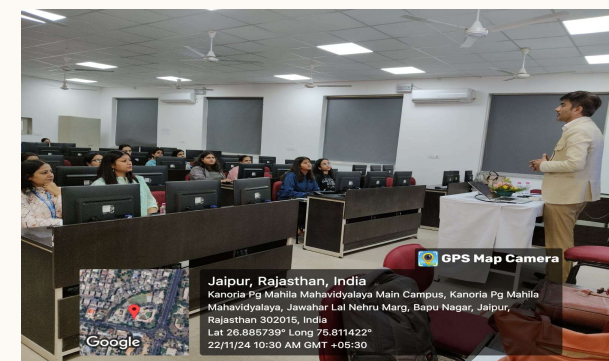 GPS Map Camera
Jaipur, Rajasthan, India
Kanoria Pg Mahila Mahavidyalaya Main Campus, Kanoria Pg Mahila
Mahavidyalaya, Jawahar Lal Nehru Marg, Bapu Nagar, Jaipur,
Rajasthan 302015, India
Lat 26.885739° Long 75.811422°
22/11/24 10:30 AM GMT +05:30
Google